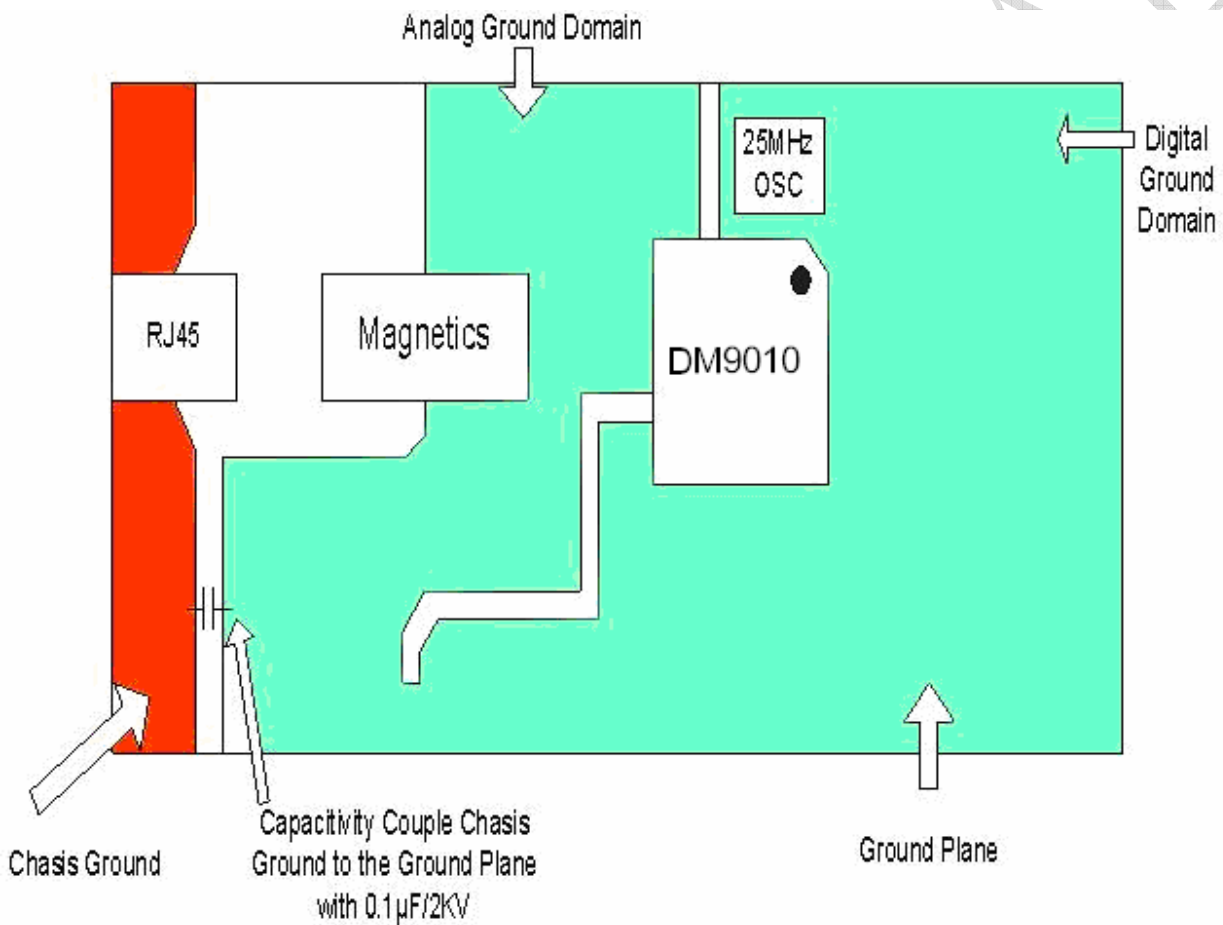 Analog Ground Domain
25MHz
OSC
Digital
Ground
Domain
RJ45
Magnetics
DM9010
Capacitivity Couple Chasis
Ground to the Ground Plane
with 0.1µF/2KV
Chasis Ground
Ground Plane